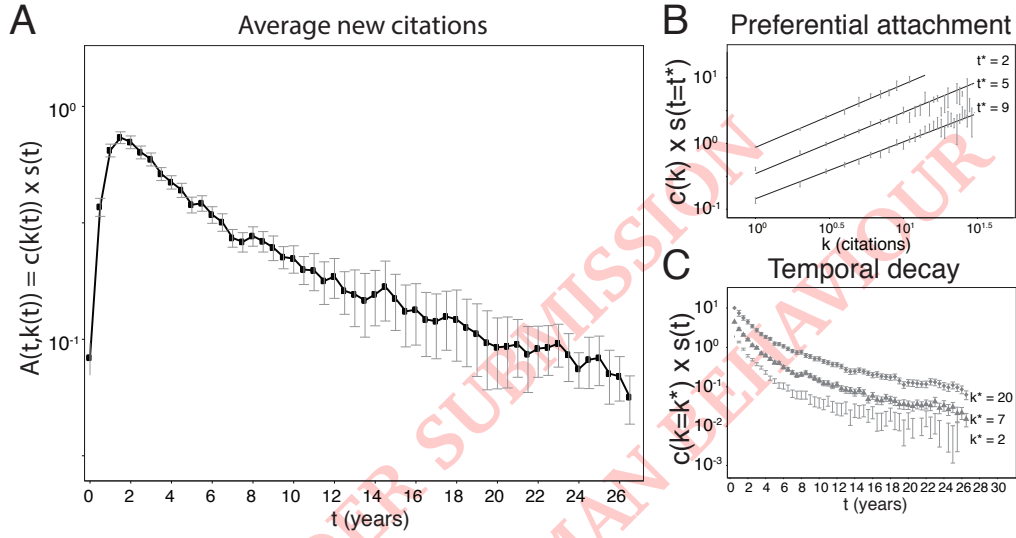 A
Average new citations
A(t,k(t)) = c(k(t)) x s(t)
10⁰
10⁻¹
0 2 4 6 8 10 12 14 16 18 20 22 24 26
t (years)
B
Preferential attachment
c(k) x s(t=t*)
10¹
10⁰
10⁻¹
t* = 2
t* = 5
t* = 9
10⁰ 10⁰·⁵ 10¹ 10¹·⁵
k (citations)
C
Temporal decay
c(k=k*) x s(t)
10¹
10⁰
10⁻¹
10⁻²
10⁻³
k* = 20
k* = 7
k* = 2
0 2 4 6 8 10 12 14 16 18 20 22 24 26 28 30
t (years)
DER SUBMISSION
MAN BEHAVIOUR